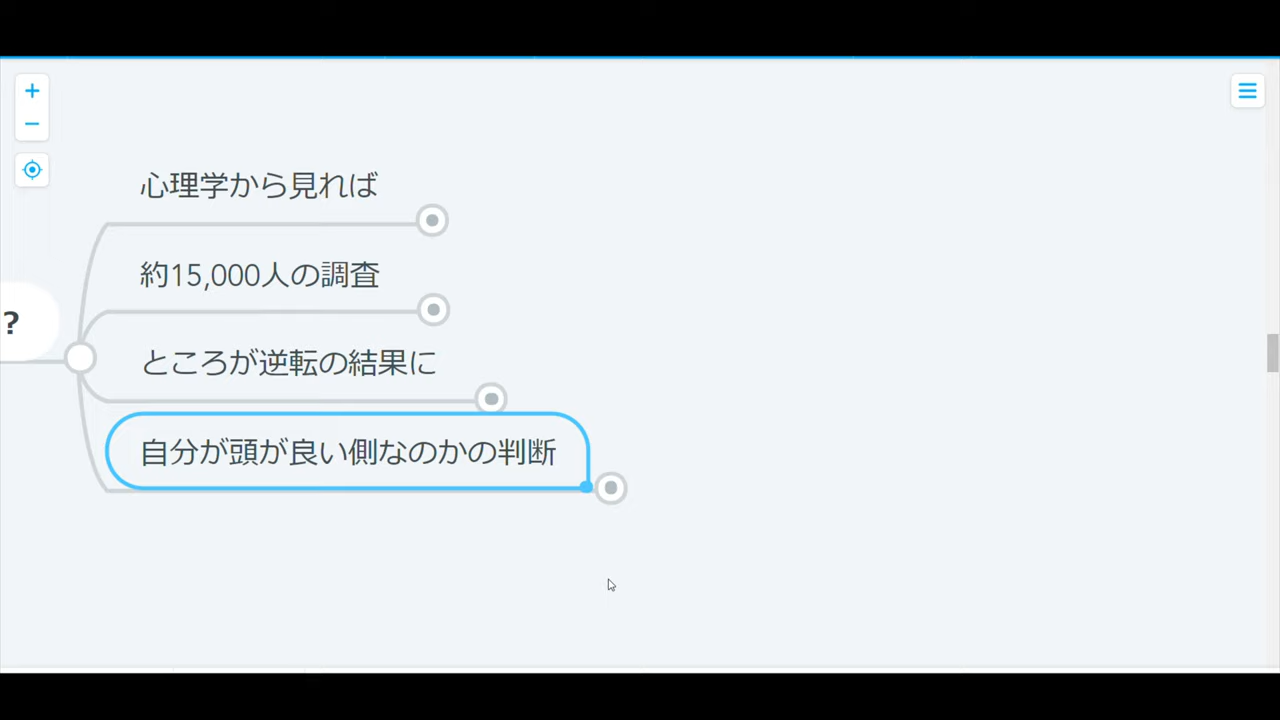 心理学から見れば
約15,000人の調査
?
ところが逆転の結果に
自分が頭が良い側なのかの判断